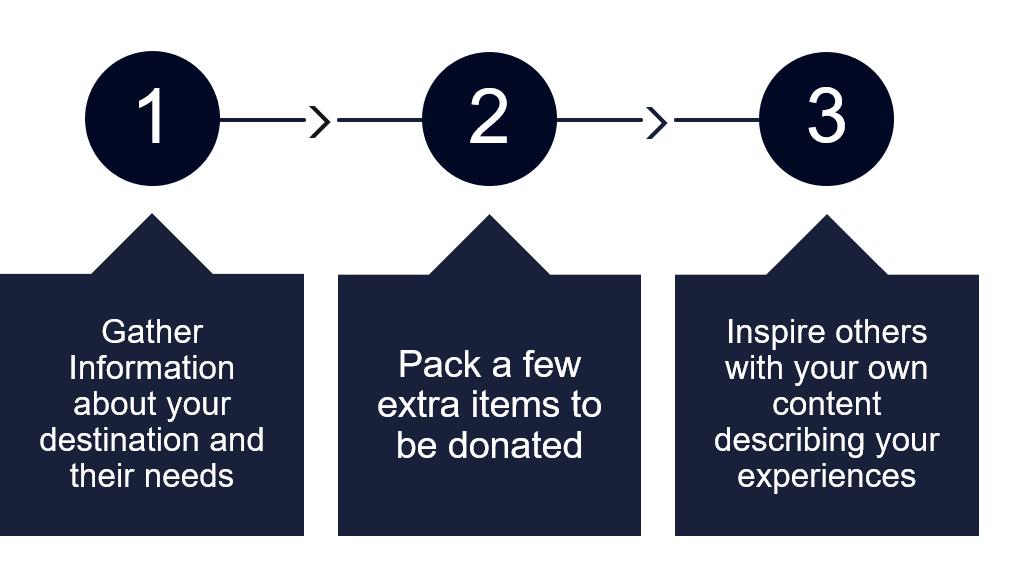 1
2
3
Gather
Information
about your
destination and
their needs
Pack a few
extra items to
be donated
Inspire others
with your own
content
describing your
experiences